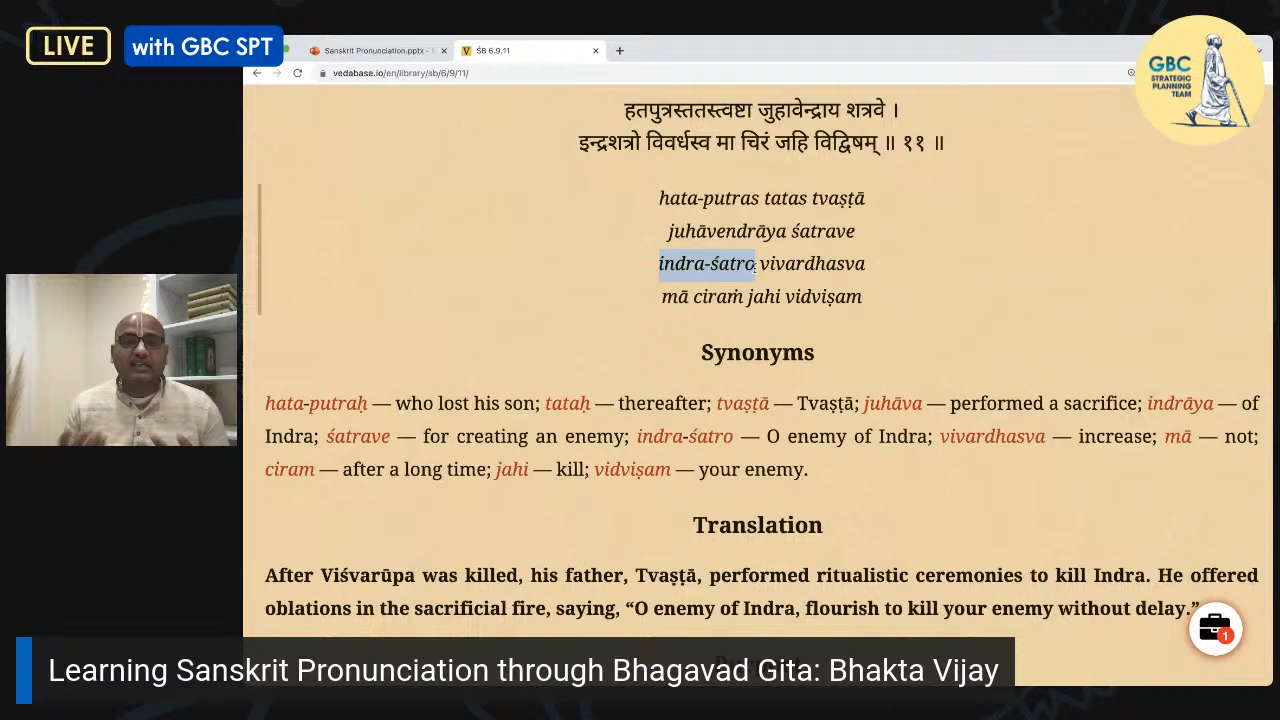 LIVE
with GBC SPT
Sanskrit Pronunciation.pptx -
ŚB 6.9.11
vedabase.io/en/library/sb/6/9/11/
GBC
STRATEGIC
PLANNING
TEAM
हतपुत्रस्ततस्त्वष्टा जुहावेन्द्राय शत्रवे ।
इन्द्रशत्रो विवर्धस्व मा चिरं जहि विद्विषम् ॥ ११ ॥
hata-putras tatas tvaṣṭā
juhāvendrāya śatrave
indra-śatro vivardhasva
mā ciraṁ jahi vidviṣam
Synonyms
hata-putraḥ — who lost his son; tataḥ — thereafter; tvaṣṭā — Tvaṣṭā; juhāva — performed a sacrifice; indrāya — of
Indra; śatrave — for creating an enemy; indra-śatro — O enemy of Indra; vivardhasva — increase; mā — not;
ciram — after a long time; jahi — kill; vidviṣam — your enemy.
Translation
After Viśvarūpa was killed, his father, Tvaṣṭā, performed ritualistic ceremonies to kill Indra. He offered
oblations in the sacrificial fire, saying, “O enemy of Indra, flourish to kill your enemy without delay.”
1
Learning Sanskrit Pronunciation through Bhagavad Gita: Bhakta Vijay